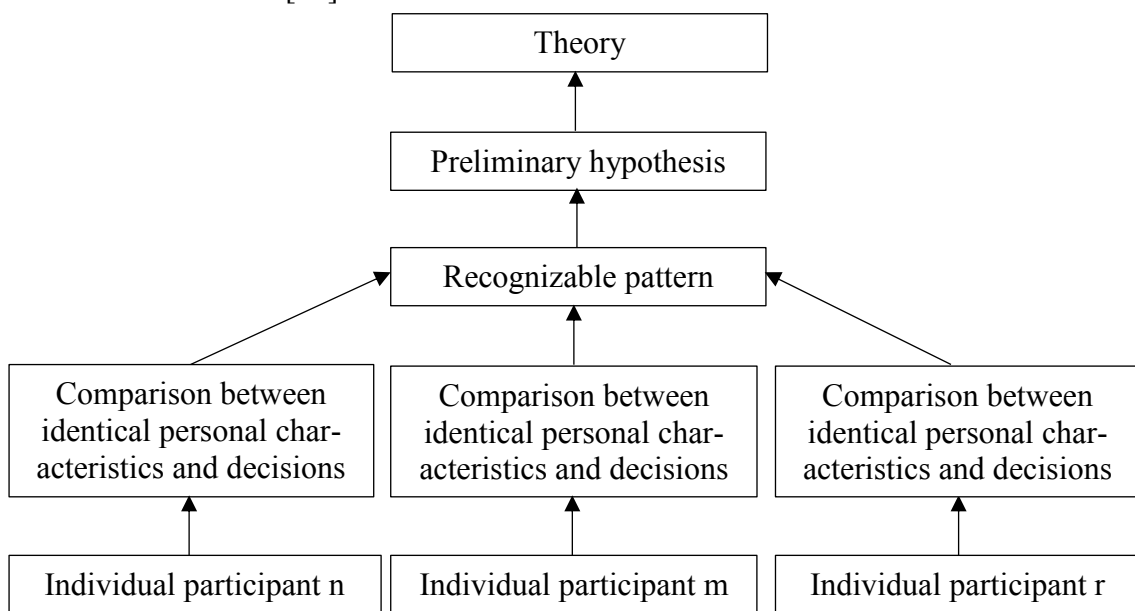 Theory
Preliminary hypothesis
Recognizable pattern
Comparison between
identical personal char-
acteristics and decisions
Comparison between
identical personal char-
acteristics and decisions
Comparison between
identical personal char-
acteristics and decisions
Individual participant n
Individual participant m
Individual participant r